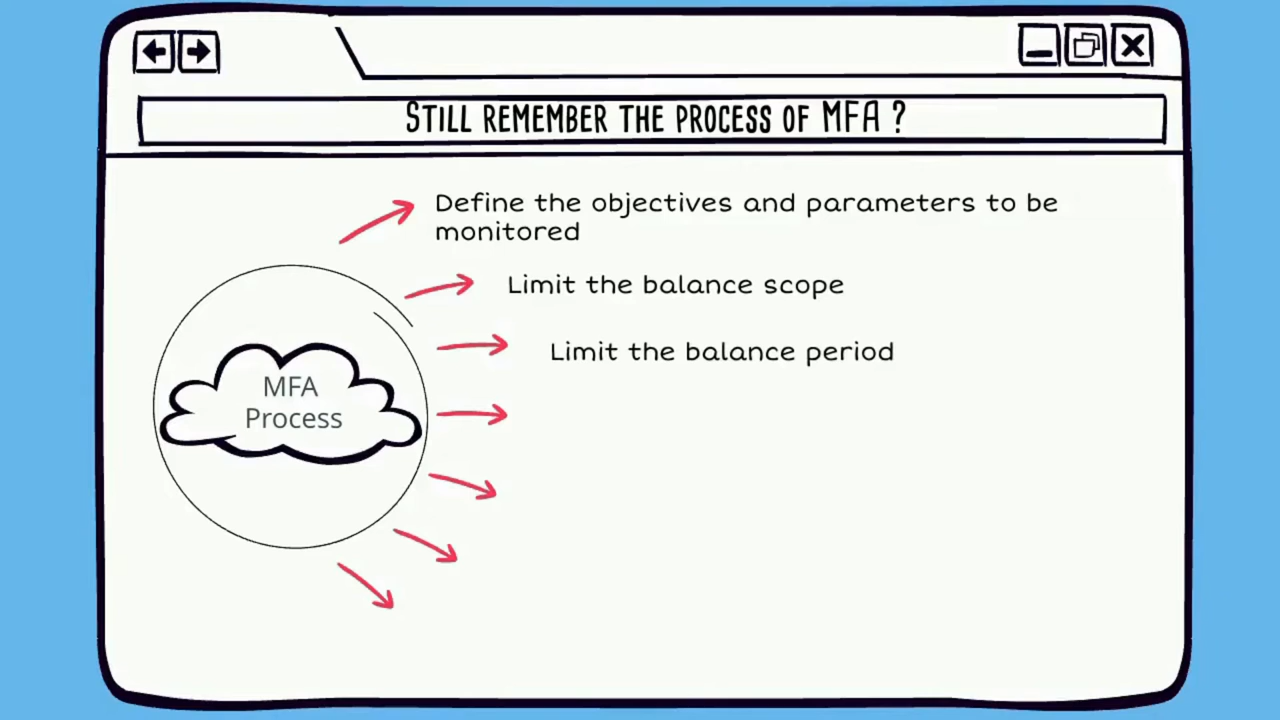 STILL REMEMBER THE PROCESS OF MFA ?
Define the objectives and parameters to be
monitored
Limit the balance scope
Limit the balance period
MFA
Process